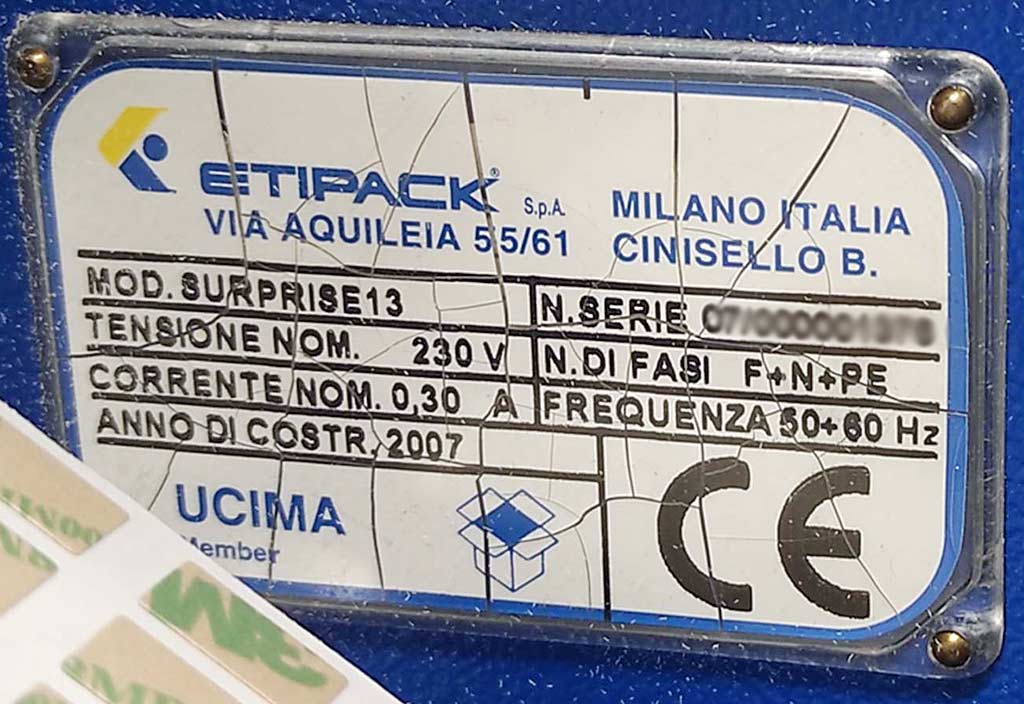 ETIPACK® S.p.A.
VIA AQUILEIA 55/61
MILANO ITALIA
CINISELLO B.
MOD. SURPRISE13
N.SERIE
TENSIONE NOM. 230 V
N.DI FASI F+N+PE
CORRENTE NOM. 0,30 A
FREQUENZA 50÷60 Hz
ANNO DI COSTR. 2007
UCIMA
Member
CE